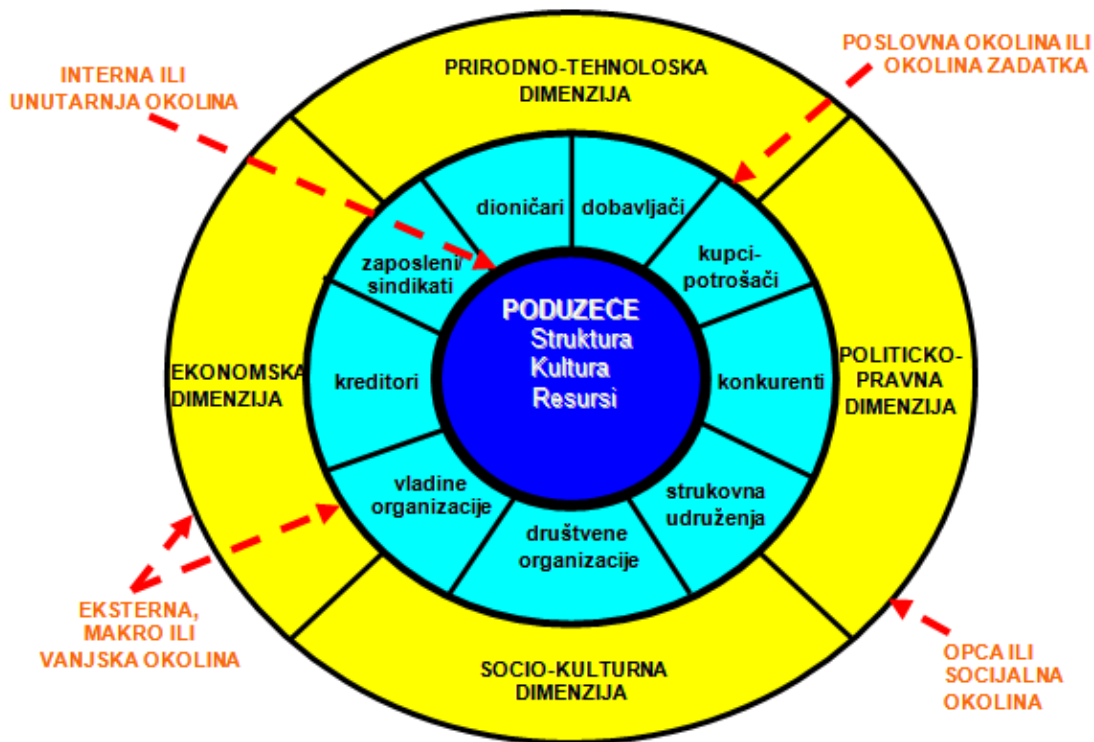 INTERNA ILI
UNUTARNJA OKOLINA
POSLOVNA OKOLINA ILI
OKOLINA ZADATKA
PRIRODNO-TEHNOLOSKA
DIMENZIJA
dioničari
dobavljači
zaposleni/
sindikati
kupci-
potrošači
PODUZEĆE
Struktura
Kultura
Resursi
EKONOMSKA
DIMENZIJA
kreditori
konkurenti
POLITICKO-
PRAVNA
DIMENZIJA
vladine
organizacije
strukovna
udruženja
društvene
organizacije
EKSTERNA,
MAKRO ILI
VANJSKA OKOLINA
SOCIO-KULTURNA
DIMENZIJA
OPCA ILI
SOCIJALNA
OKOLINA